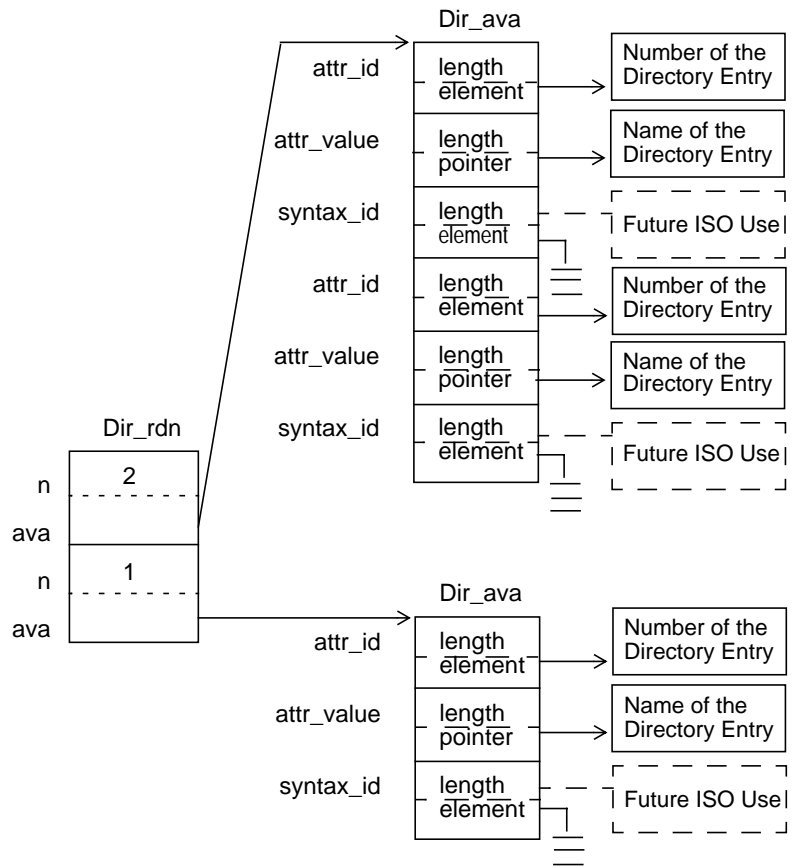 Dir_ava
attr_id
length
element
Number of the
Directory Entry
attr_value
length
pointer
Name of the
Directory Entry
syntax_id
length
element
Future ISO Use
attr_id
length
element
Number of the
Directory Entry
attr_value
length
pointer
Name of the
Directory Entry
syntax_id
length
element
Future ISO Use
Dir_rdn
n
2
ava
n
1
ava
Dir_ava
attr_id
length
element
Number of the
Directory Entry
attr_value
length
pointer
Name of the
Directory Entry
syntax_id
length
element
Future ISO Use